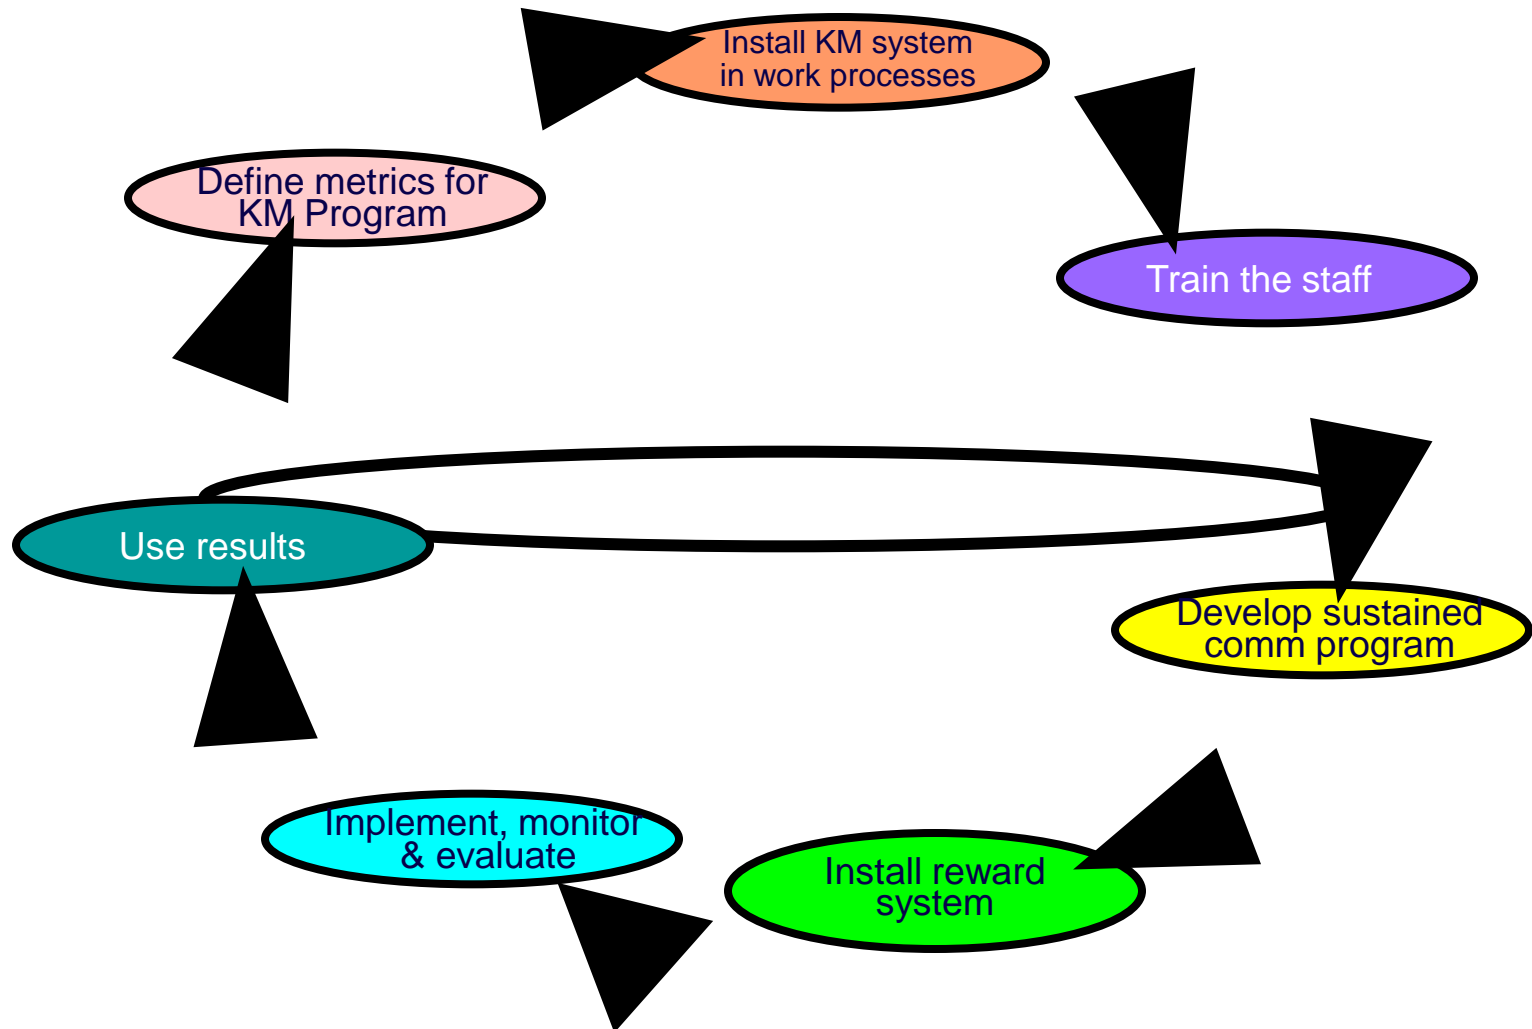 Install KM system
in work processes
Define metrics for
KM Program
Train the staff
Use results
Develop sustained
comm program
Implement, monitor
& evaluate
Install reward
system